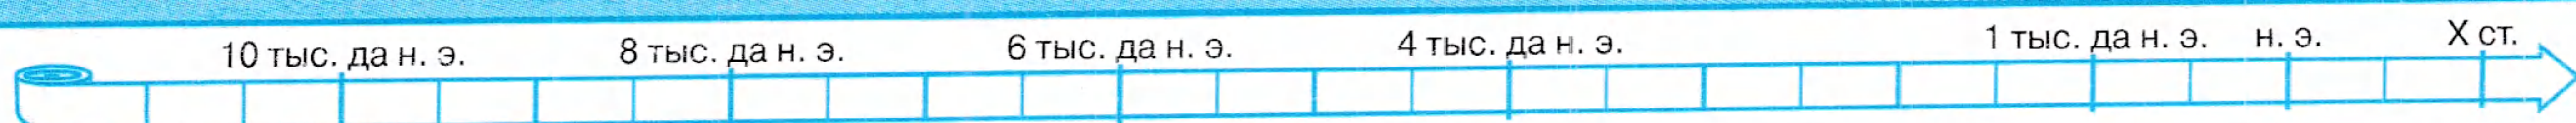 10 тыс. да н. э. 8 тыс. да н. э. 6 тыс. да н. э. 4 тыс. да н. э. 1 тыс. да н. э. н. э. X ст.